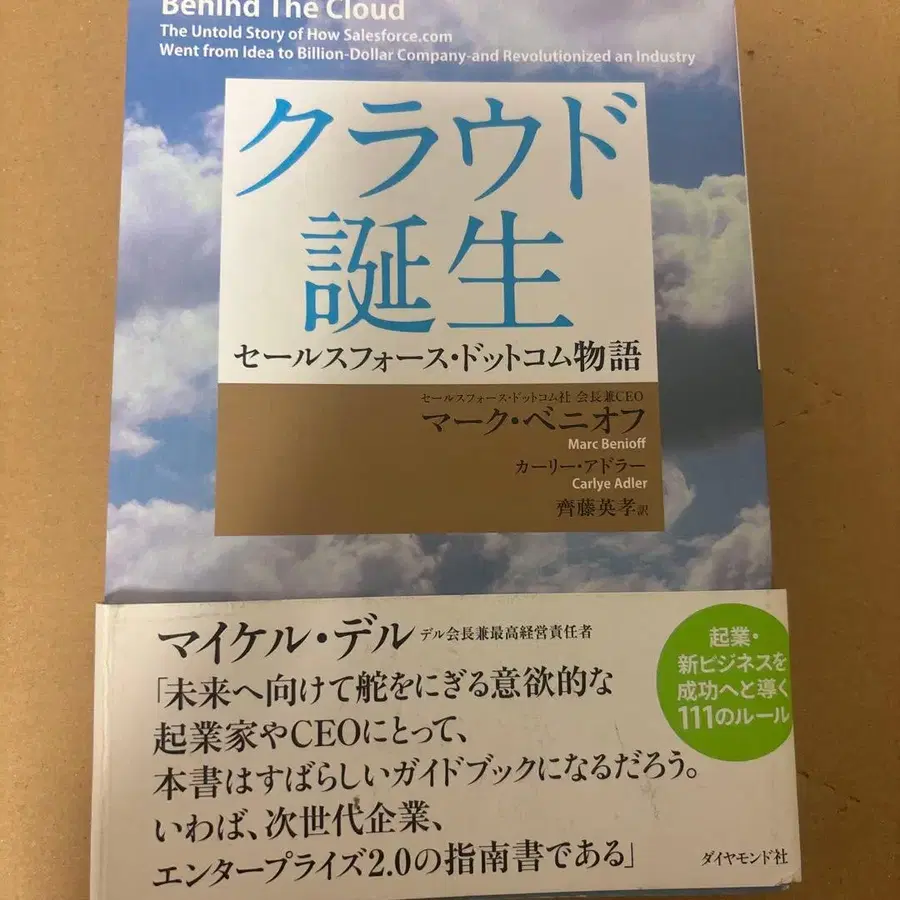 Behind The Cloud
The Untold Story of How Salesforce.com
Went from Idea to Billion-Dollar Company-and Revolutionized an Industry
クラウド
誕生
セールスフォース・ドットコム物語
セールスフォース・ドットコム社 会長兼CEO
マーク・ベニオフ
Marc Benioff
カーリー・アドラー
Carlye Adler
齊藤英孝 訳
マイケル・デル デル会長兼最高経営責任者
「未来へ向けて舵をにぎる意欲的な
起業家やCEOにとって、
本書はすばらしいガイドブックになるだろう。
いわば、次世代企業、
エンタープライズ2.0の指南書である」
起業・
新ビジネスを
成功へと導く
111のルール
ダイヤモンド社